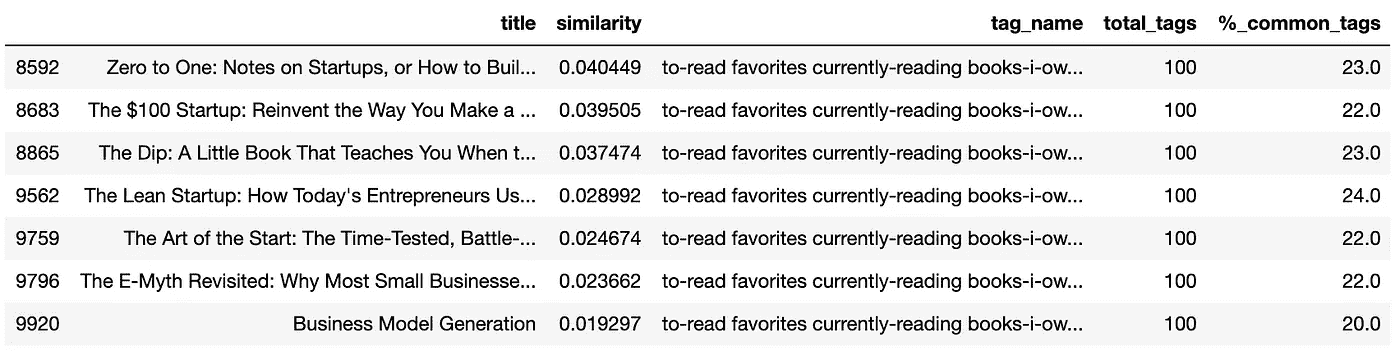 title similarity tag_name total_tags %_common_tags
8592 Zero to One: Notes on Startups, or How to Buil... 0.040449 to-read favorites currently-reading books-i-ow... 100 23.0
8683 The $100 Startup: Reinvent the Way You Make a ... 0.039505 to-read favorites currently-reading books-i-ow... 100 22.0
8865 The Dip: A Little Book That Teaches You When t... 0.037474 to-read favorites currently-reading books-i-ow... 100 23.0
9562 The Lean Startup: How Today's Entrepreneurs Us... 0.028992 to-read favorites currently-reading books-i-ow... 100 24.0
9759 The Art of the Start: The Time-Tested, Battle-... 0.024674 to-read favorites currently-reading books-i-ow... 100 22.0
9796 The E-Myth Revisited: Why Most Small Businesse... 0.023662 to-read favorites currently-reading books-i-ow... 100 22.0
9920 Business Model Generation 0.019297 to-read favorites currently-reading books-i-ow... 100 20.0